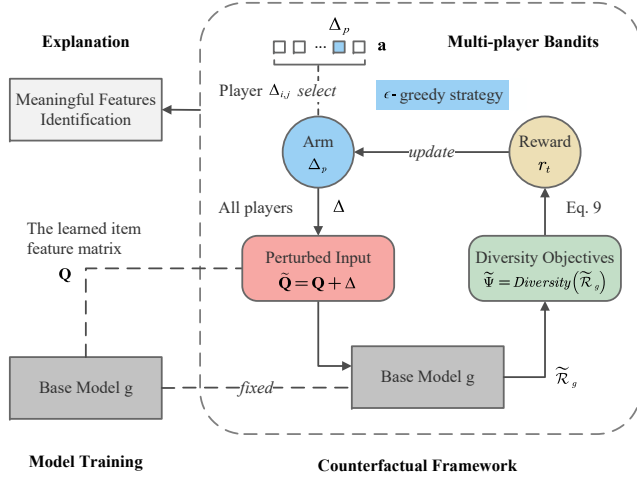 Explanation
Δ_p
... a
Multi-player Bandits
Player Δ_{i,j} select
ϵ- greedy strategy
Meaningful Features
Identification
Arm
Δ_p
update
Reward
r_t
All players Δ
Eq. 9
The learned item
feature matrix
Q
Perturbed Input
Q̃ = Q + Δ
Diversity Objectives
Ψ̃ = Diversity(R̃_g)
Base Model g
fixed
Base Model g
R̃_g
Model Training
Counterfactual Framework